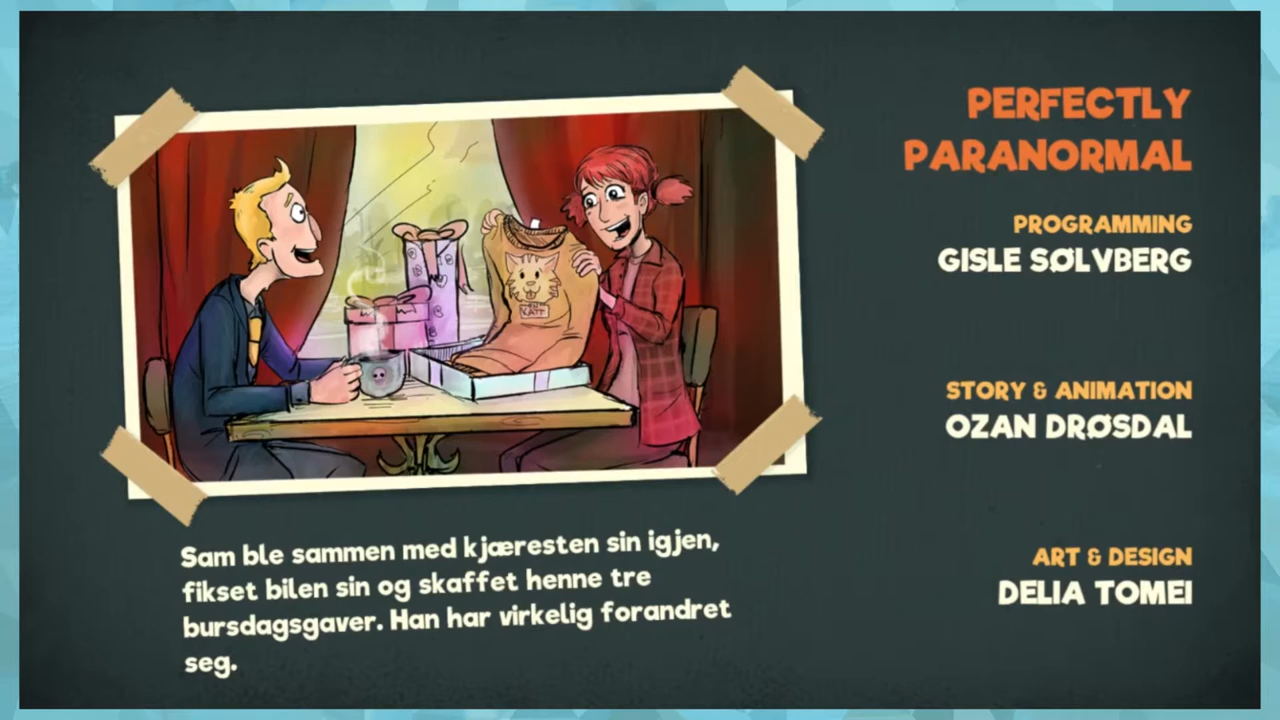 Sam ble sammen med kjæresten sin igjen,
fikset bilen sin og skaffet henne tre
bursdagsgaver. Han har virkelig forandret
seg.
PERFECTLY
PARANORMAL
PROGRAMMING
GISLE SØLVBERG
STORY & ANIMATION
OZAN DRØSDAL
ART & DESIGN
DELIA TOMEI
KATT